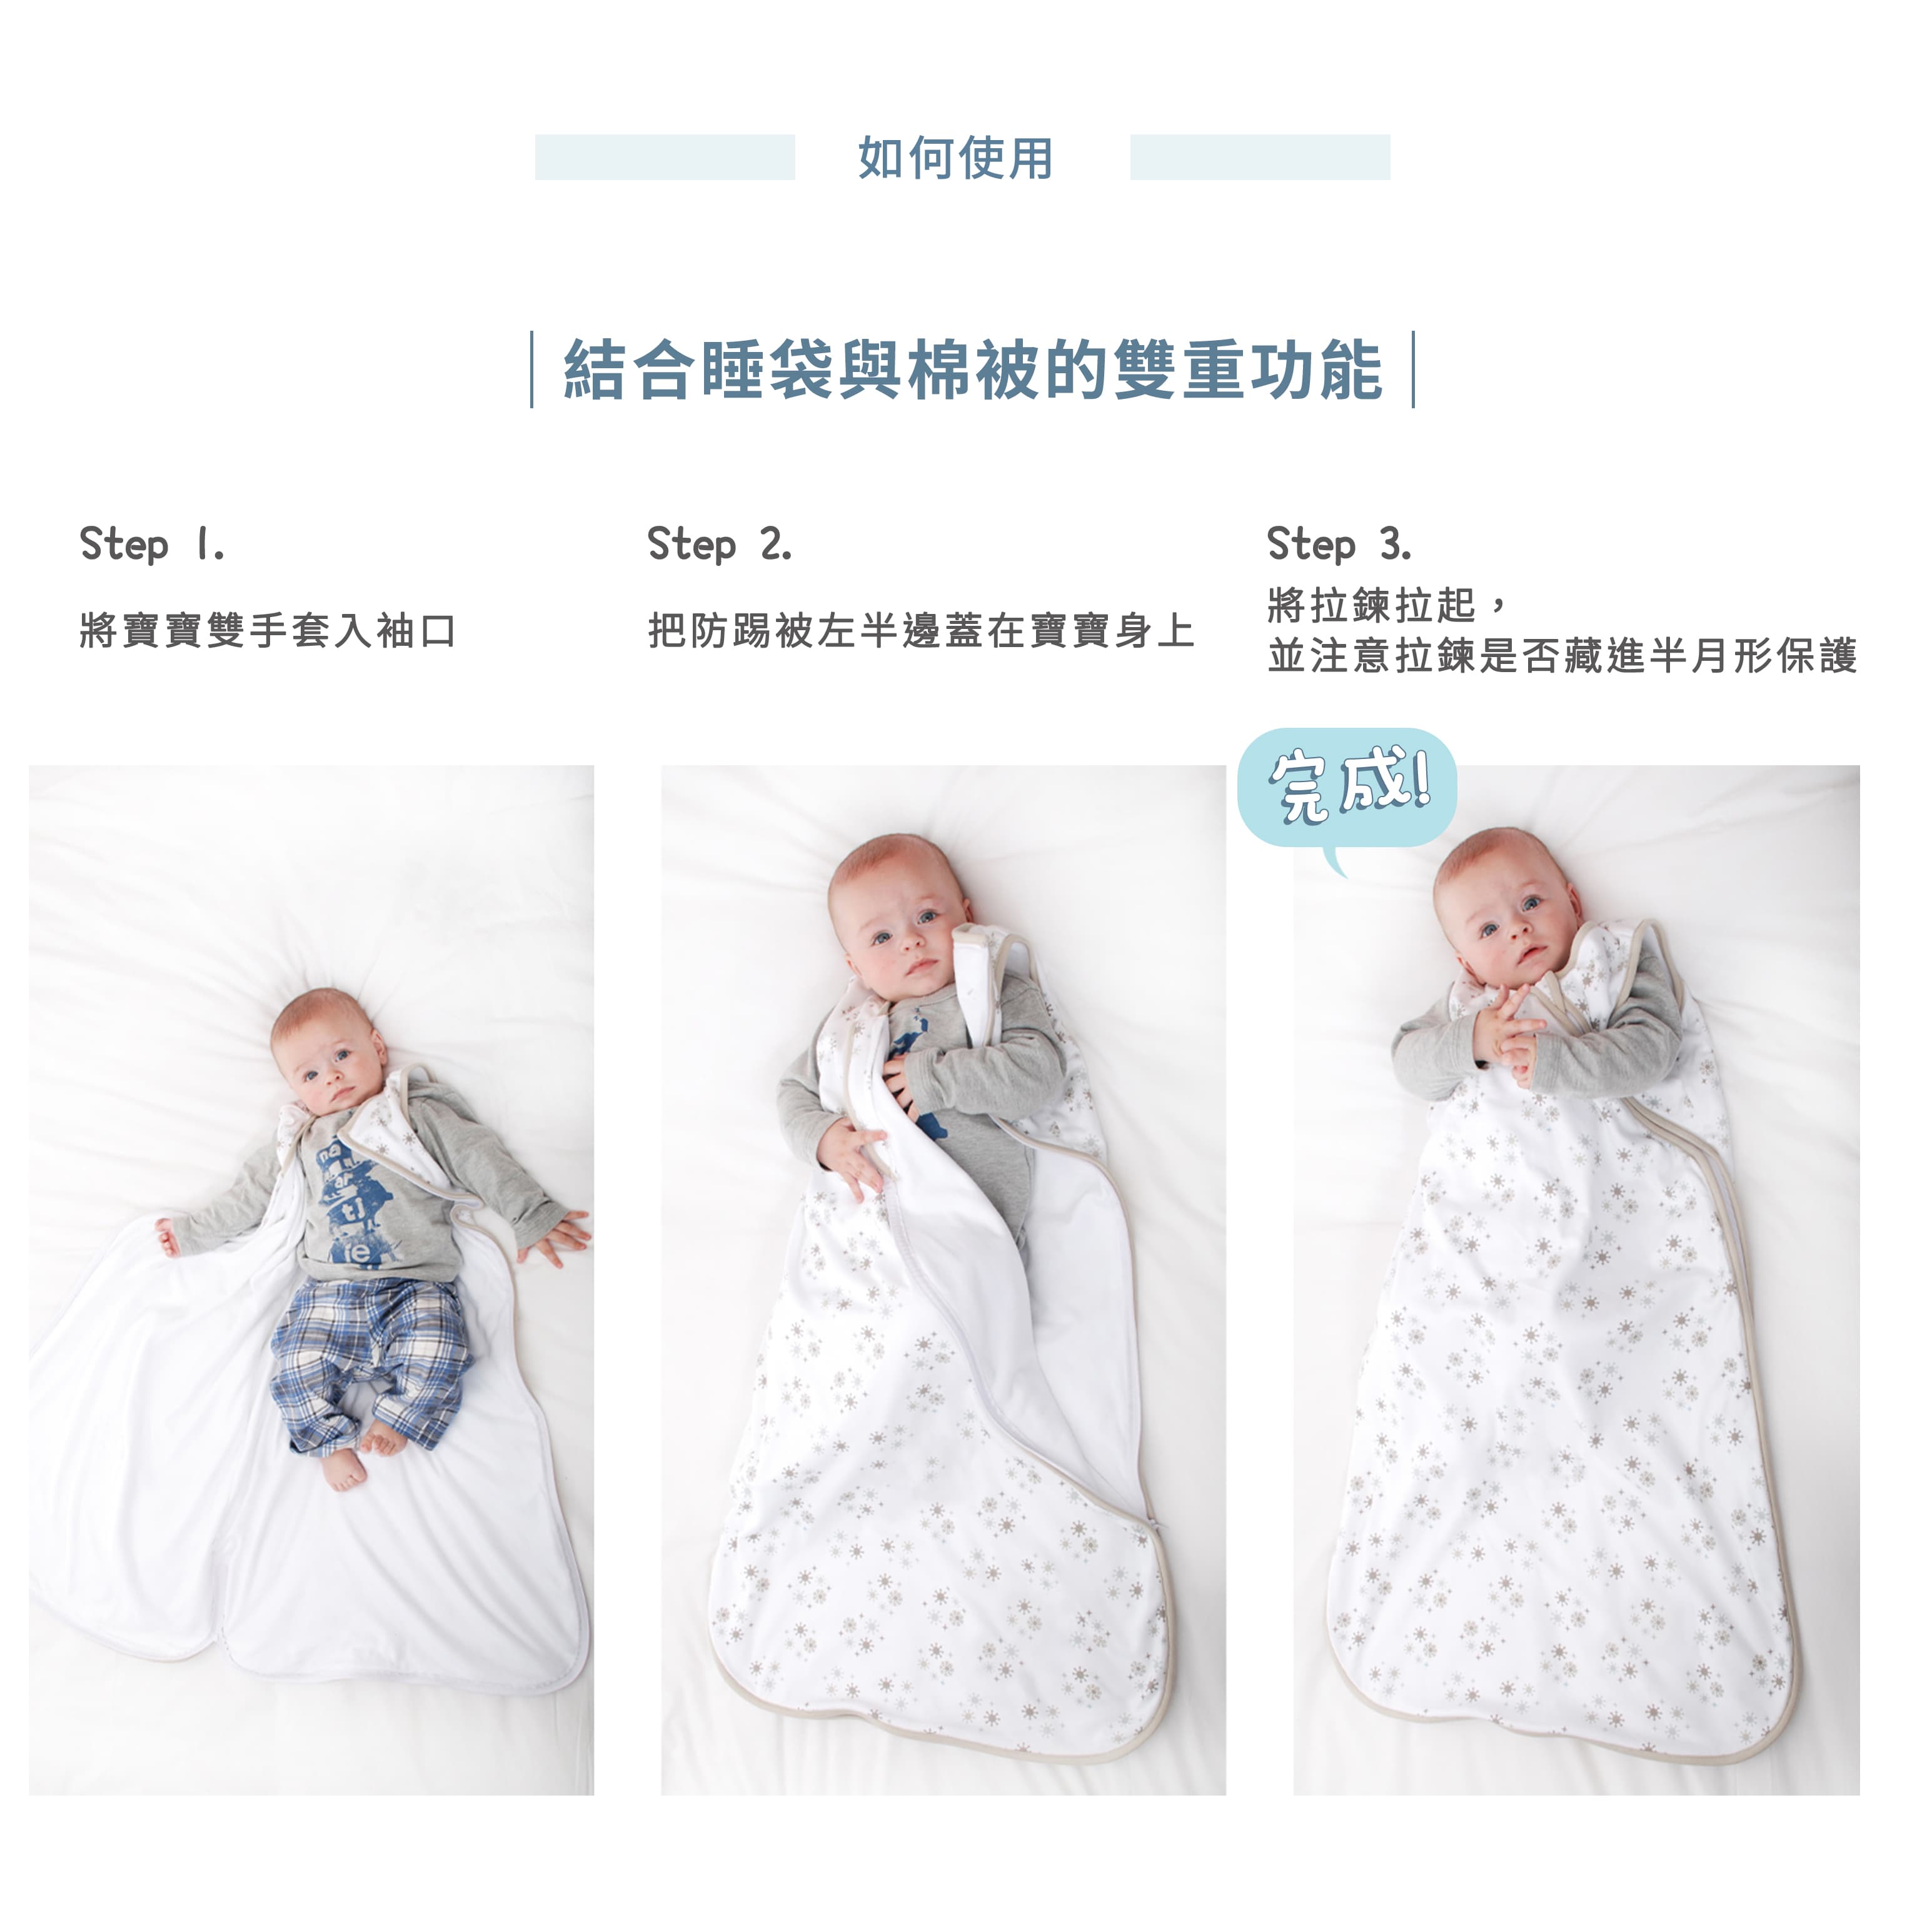 如何使用
結合睡袋與棉被的雙重功能
Step 1.
將寶寶雙手套入袖口
Step 2.
把防踢被左半邊蓋在寶寶身上
Step 3.
將拉鍊拉起，
並注意拉鍊是否藏進半月形保護
完成!